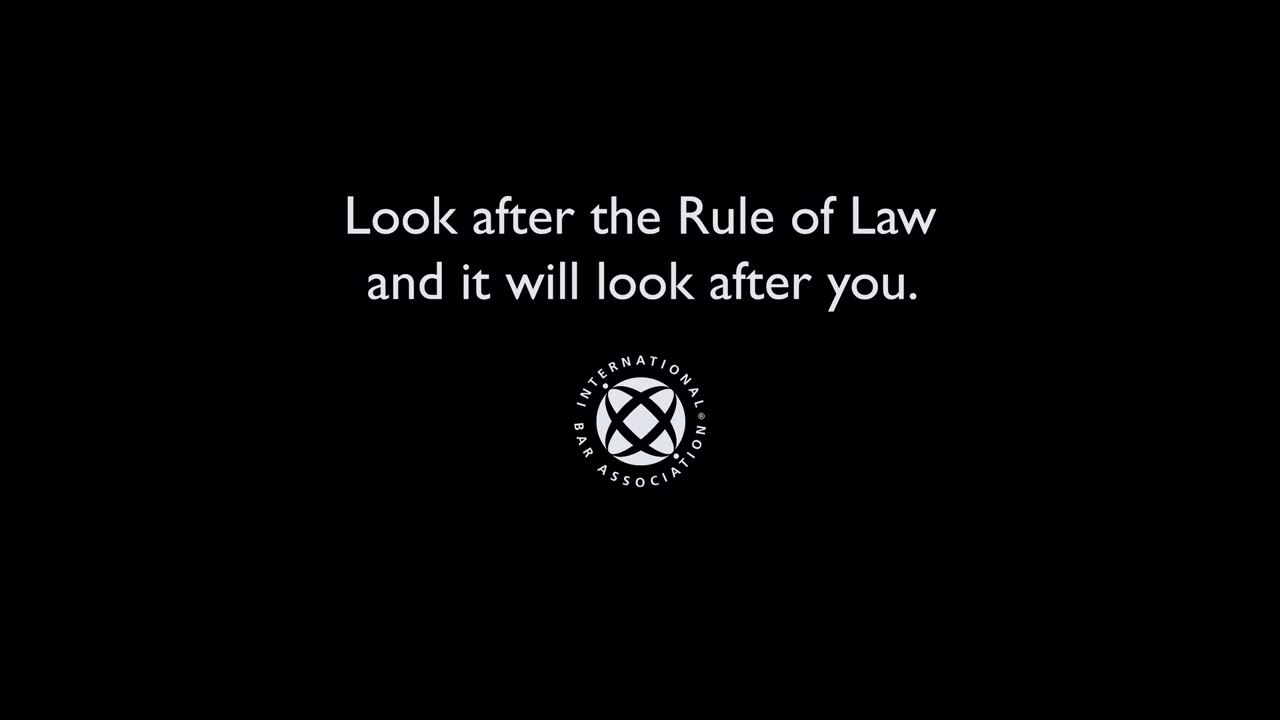 Look after the Rule of Law
and it will look after you.
INTERNATIONAL®
BAR ASSOCIATION